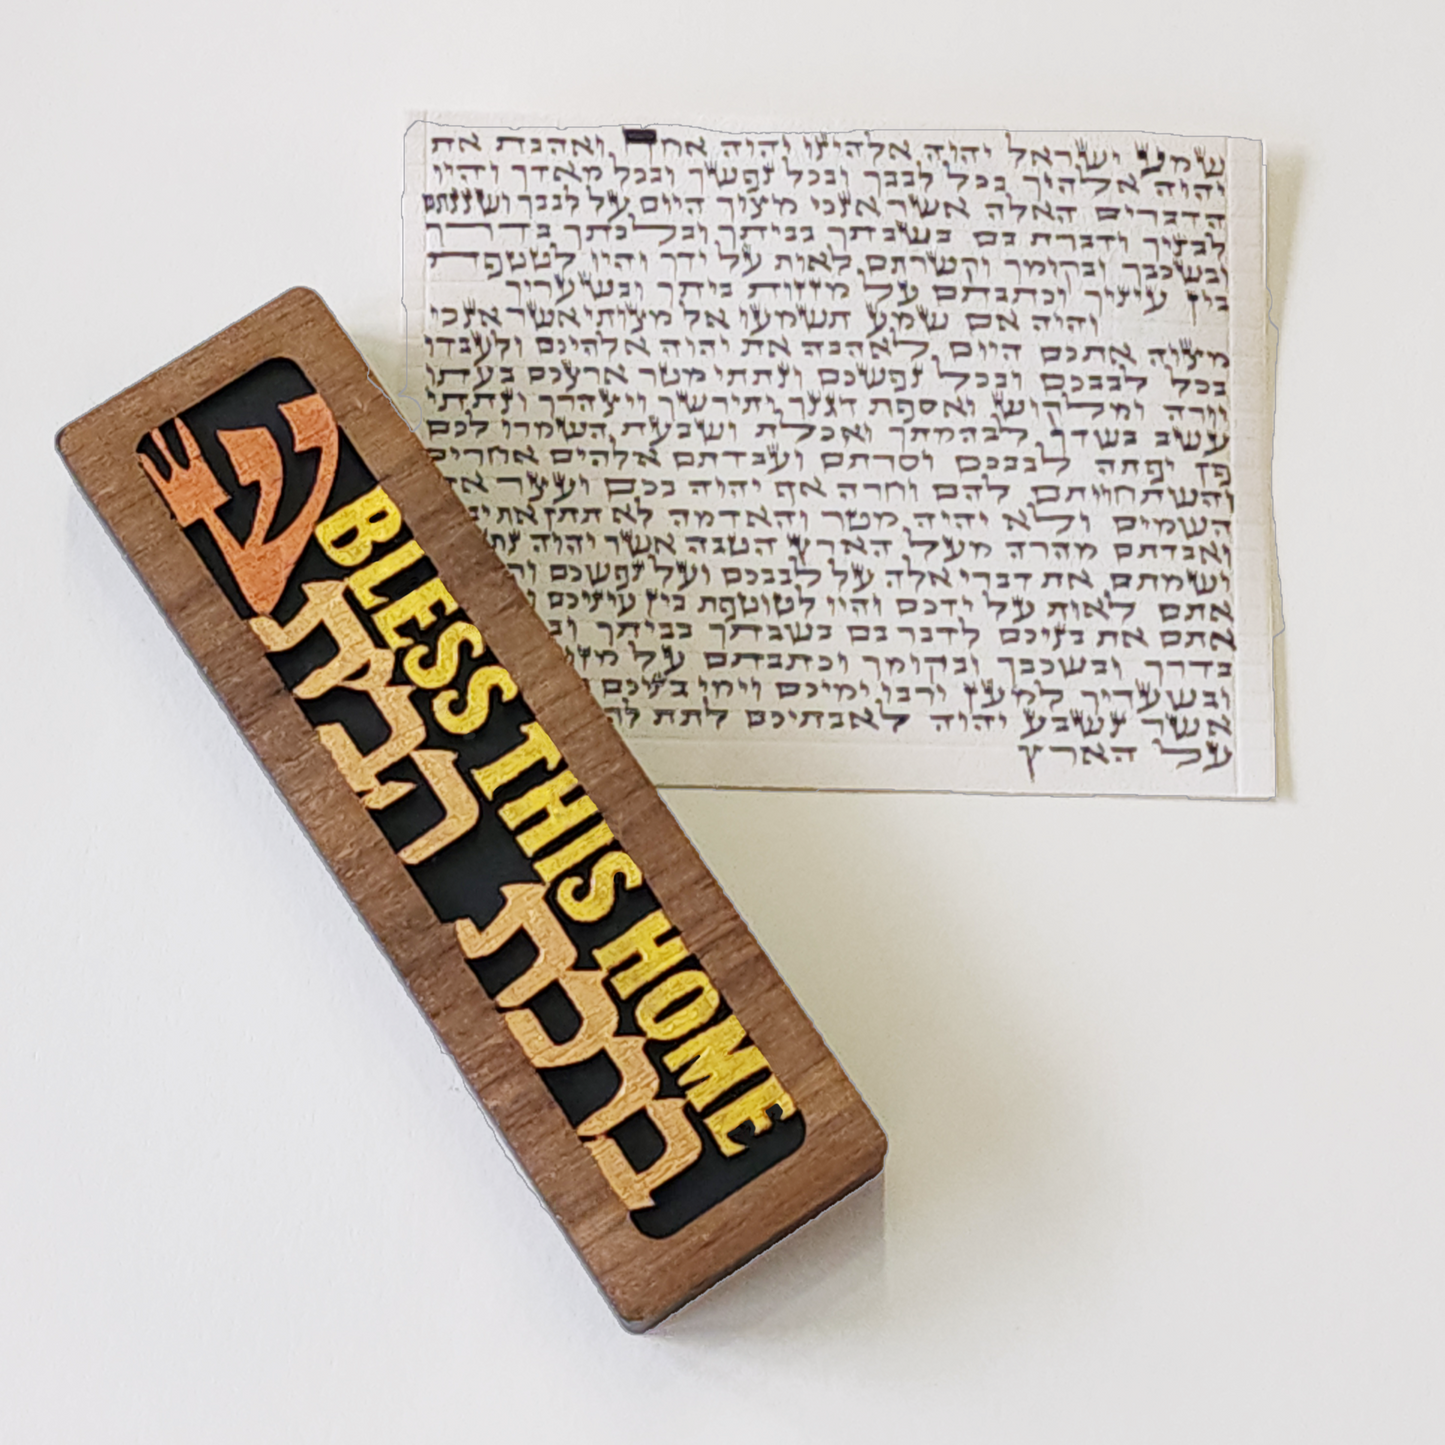 שמע ישראל יהוה אלהינו יהוה אחד ואהבת את
יהוה אלהיך בכל לבבך ובכל נפשך ובכל מאדך והיו
הדברים האלה אשר אנכי מצוך היום על לבבך ושננתם
לבניך ודברת בם בשבתך בביתך ובלכתך בדרך
ובשכבך ובקומך וקשרתם לאות על ידך והיו לטטפת
בין עיניך וכתבתם על מזזות ביתך ובשעריך
והיה אם שמע תשמעו אל מצותי אשר אנכי
מצוה אתכם היום לאהבה את יהוה אלהיכם ולעבדו
בכל לבבכם ובכל נפשכם ונתתי מטר ארצכם בעתו
יורה ומלקוש ואספת דגנך ותירשך ויצהרך ונתתי
עשב בשדך לבהמתך ואכלת ושבעת השמרו לכם
פן יפתה לבבכם וסרתם ועבדתם אלהים אחרים
והשתחויתם להם וחרה אף יהוה בכם ועצר
השמים ולא יהיה מטר והאדמה לא תתן את
ואבדתם מהרה מעל הארץ הטבה אשר יהוה
ושמתם את דברי אלה על לבבכם ועל נפשכם
אתם לאות על ידכם והיו לטוטפת בין עיניכם
אתם את בניכם לדבר בם בשבתך בביתך
בדרך ובשכבך ובקומך וכתבתם על
ובשעריך למען ירבו ימיכם וימי בניכם
אשר נשבע יהוה לאבתיכם לתת
על הארץ
ש
BLESS THIS HOME
ברכת הבית